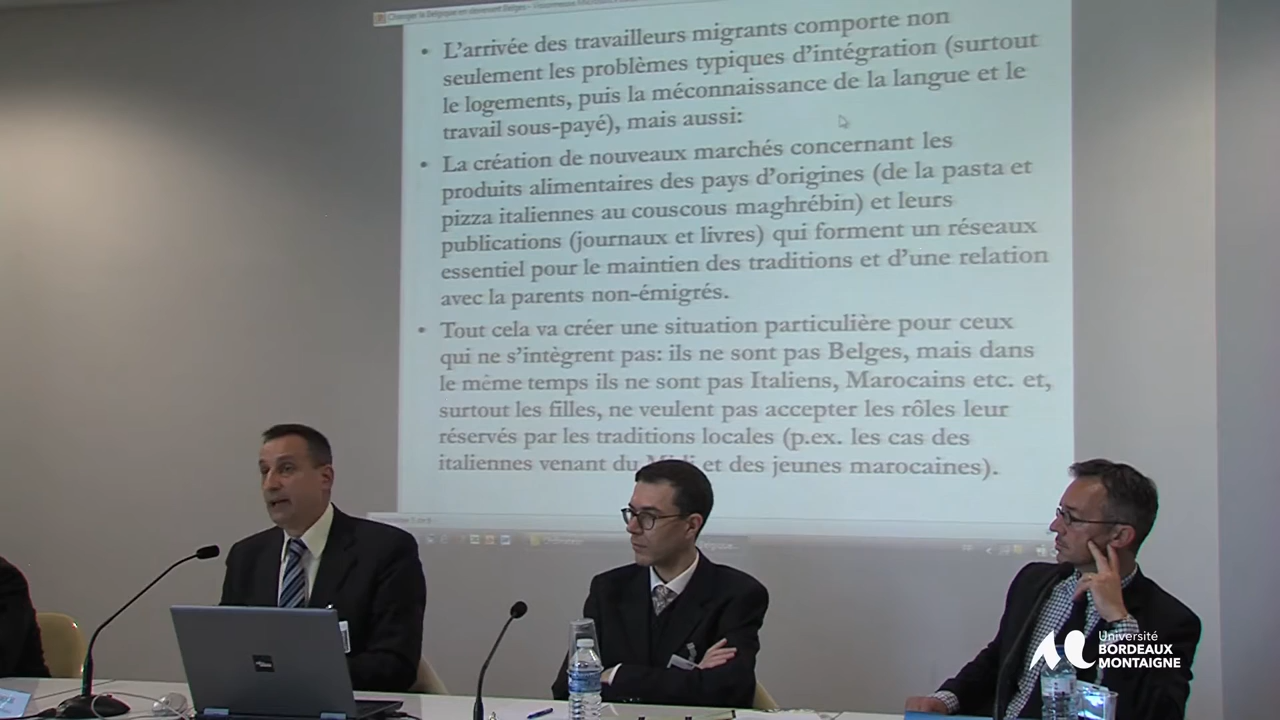 Changer la Belgique en devenant Belges - Visionneuse
• L'arrivée des travailleurs migrants comporte non
seulement les problèmes typiques d'intégration (surtout
le logements, puis la méconnaissance de la langue et le
travail sous-payé), mais aussi:
• La création de nouveaux marchés concernant les
produits alimentaires des pays d'origines (de la pasta et
pizza italiennes au couscous maghrébin) et leurs
publications (journaux et livres) qui forment un réseaux
essentiel pour le maintien des traditions et d'une relation
avec la parents non-émigrés.
• Tout cela va créer une situation particulière pour ceux
qui ne s'intègrent pas: ils ne sont pas Belges, mais dans
le même temps ils ne sont pas Italiens, Marocains etc. et,
surtout les filles, ne veulent pas accepter les rôles leur
réservés par les traditions locales (p.ex. les cas des
italiennes venant du Midi et des jeunes marocaines).
Université
BORDEAUX
MONTAIGNE